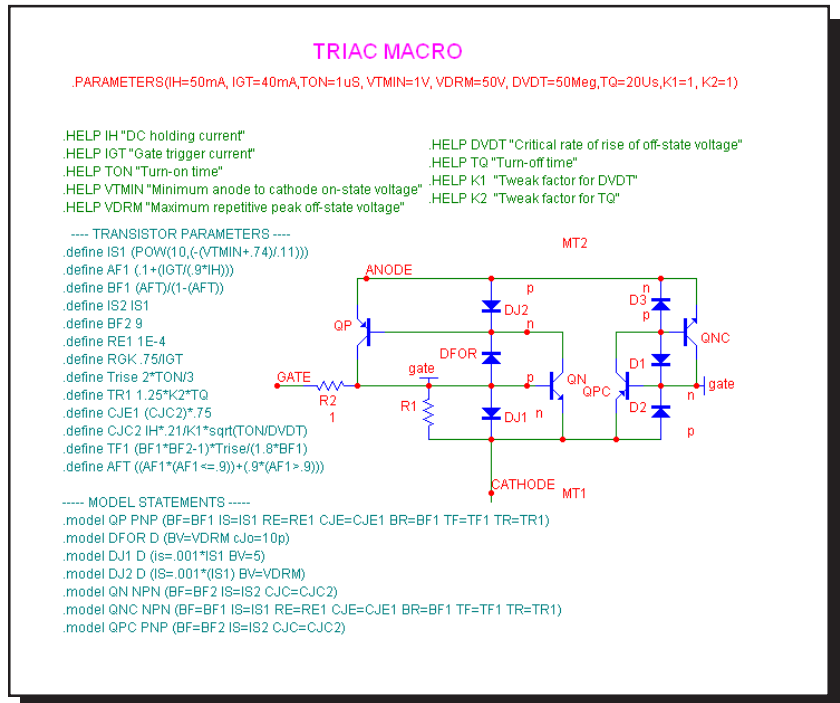 TRIAC MACRO
.PARAMETERS(IH=50mA, IGT=40mA,TON=1uS, VTMIN=1V, VDRM=50V, DVDT=50Meg,TQ=20Us,K1=1, K2=1)
.HELP IH "DC holding current"
.HELP IGT "Gate trigger current"
.HELP TON "Turn-on time"
.HELP VTMIN "Minimum anode to cathode on-state voltage"
.HELP VDRM "Maximum repetitive peak off-state voltage"
.HELP DVDT "Critical rate of rise of off-state voltage"
.HELP TQ "Turn-off time"
.HELP K1 "Tweak factor for DVDT"
.HELP K2 "Tweak factor for TQ"
---- TRANSISTOR PARAMETERS ----
.define IS1 (POW(10,(-(VTMIN+.74)/.11)))
.define AF1 (.1+(IGT/(.9*IH)))
.define BF1 (AFT)/(1-(AFT))
.define IS2 IS1
.define BF2 9
.define RE1 1E-4
.define RGK .75/IGT
.define Trise 2*TON/3
.define TR1 1.25*K2*TQ
.define CJE1 (CJC2)*.75
.define CJC2 IH*.21/K1*sqrt(TON/DVDT)
.define TF1 (BF1*BF2-1)*Trise/(1.8*BF1)
.define AFT ((AF1*(AF1<=.9))+(.9*(AF1>.9)))
MT2
ANODE
p
n
DJ2
D3
p
QP
n
QNC
DFOR
D1
gate
p
QN
QPC
gate
GATE
R2
1
R1
DJ1
n
D2
n
p
CATHODE
MT1
----- MODEL STATEMENTS -----
.model QP PNP (BF=BF1 IS=IS1 RE=RE1 CJE=CJE1 BR=BF1 TF=TF1 TR=TR1)
.model DFOR D (BV=VDRM cJo=10p)
.model DJ1 D (is=.001*IS1 BV=5)
.model DJ2 D (IS=.001*(IS1) BV=VDRM)
.model QN NPN (BF=BF2 IS=IS2 CJC=CJC2)
.model QNC NPN (BF=BF1 IS=IS1 RE=RE1 CJE=CJE1 BR=BF1 TF=TF1 TR=TR1)
.model QPC PNP (BF=BF2 IS=IS2 CJC=CJC2)